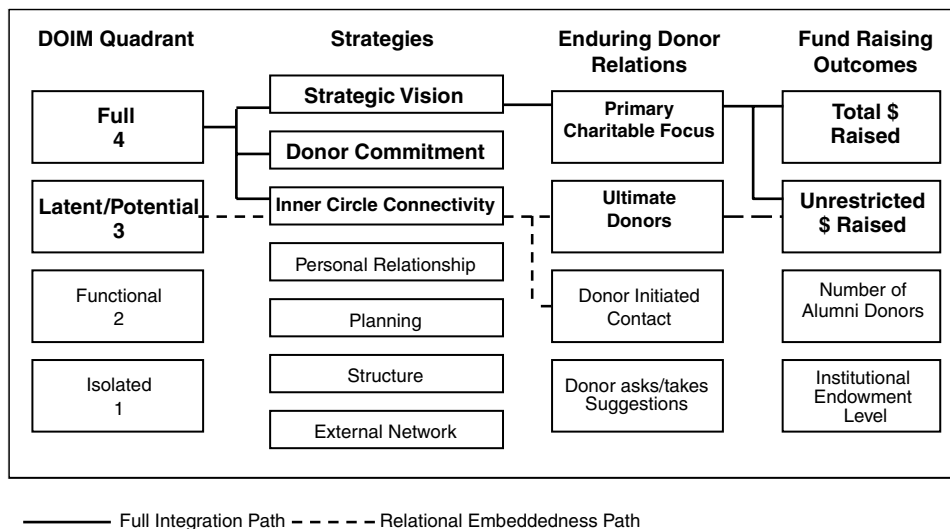 DOIM Quadrant
Strategies
Enduring Donor
Relations
Fund Raising
Outcomes
Full
4
Strategic Vision
Primary
Charitable Focus
Total $
Raised
Donor Commitment
Latent/Potential
3
Inner Circle Connectivity
Ultimate
Donors
Unrestricted
$ Raised
Personal Relationship
Functional
2
Planning
Donor Initiated
Contact
Number of
Alumni Donors
Isolated
1
Structure
Donor asks/takes
Suggestions
Institutional
Endowment
Level
External Network
Full Integration Path
Relational Embeddedness Path